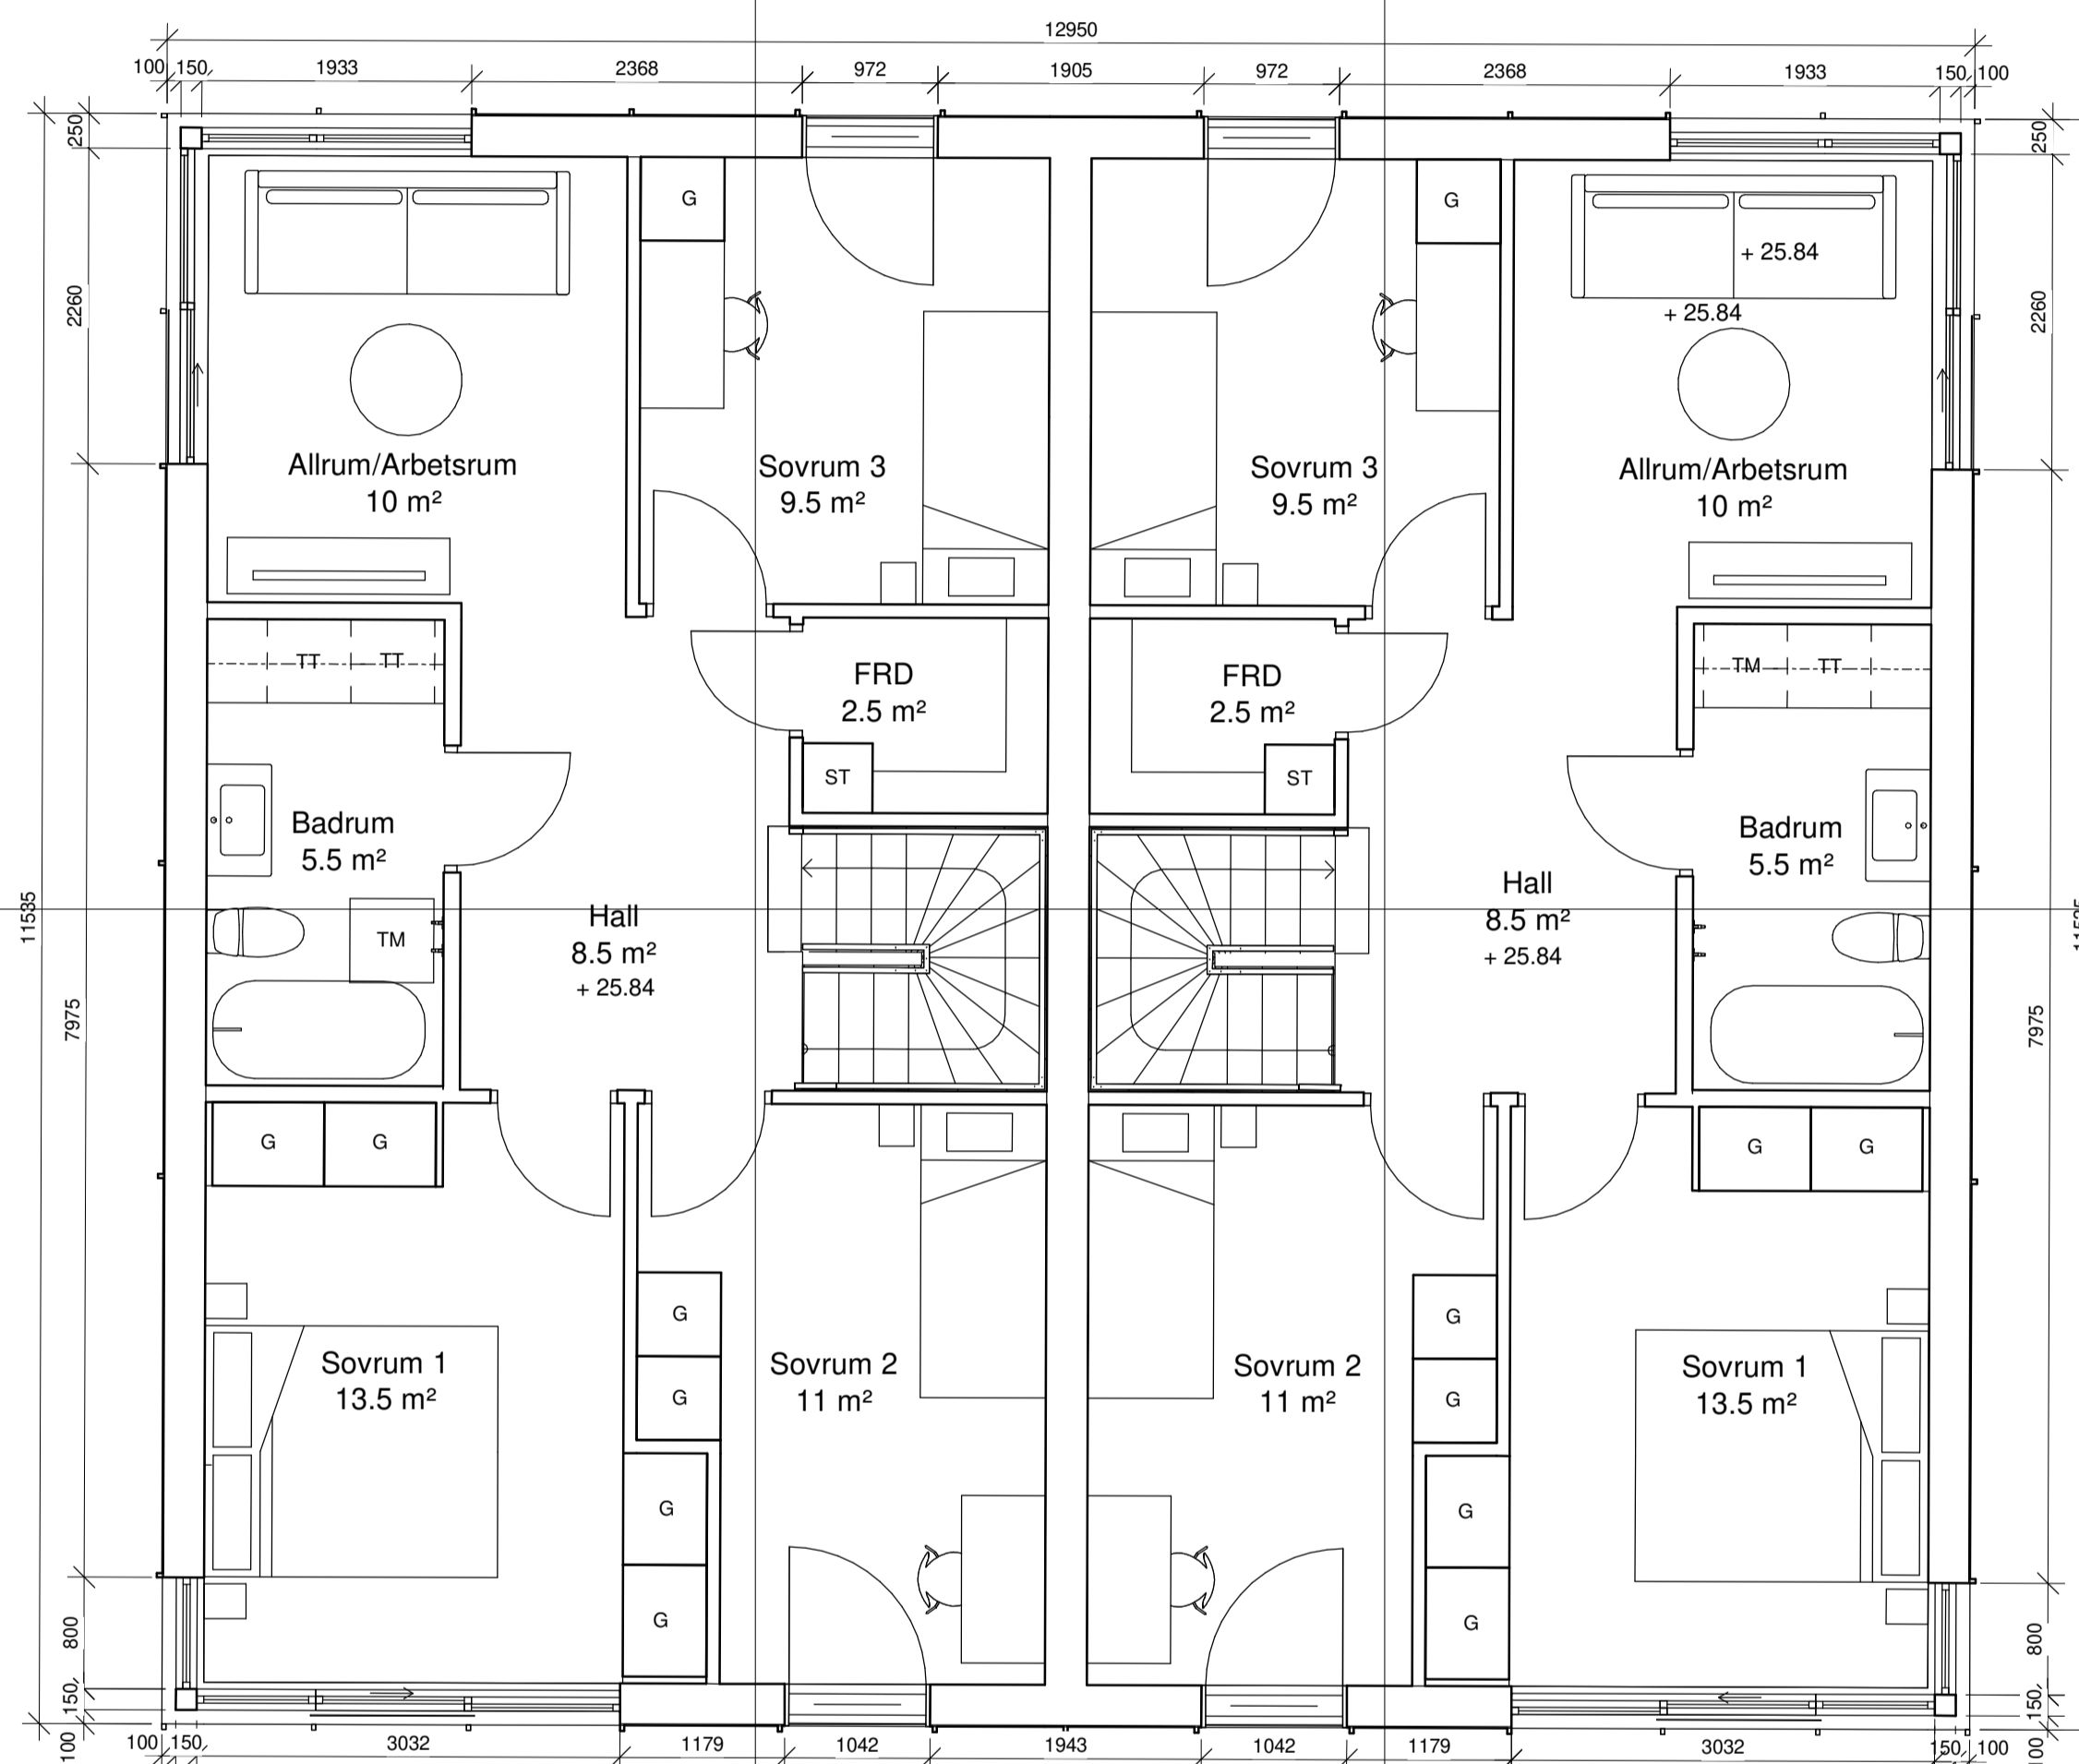 12950
100 150 1933 2368 972 1905 972 2368 1933 150 100
250
250
G
G
+ 25.84
2260
+ 25.84
2260
Allrum/Arbetsrum
10 m²
Sovrum 3
9.5 m²
Sovrum 3
9.5 m²
Allrum/Arbetsrum
10 m²
TT TT
FRD
2.5 m²
FRD
2.5 m²
TM TT
ST
ST
Badrum
5.5 m²
Badrum
5.5 m²
11535
TM
Hall
8.5 m²
+ 25.84
Hall
8.5 m²
+ 25.84
7975
7975
G G
G G
G
G
Sovrum 1
13.5 m²
Sovrum 2
11 m²
Sovrum 2
11 m²
Sovrum 1
13.5 m²
G
G
G
G
G
G
800
800
150
150
100
100
100 150 3032 1179 1042 1943 1042 1179 3032 150 100